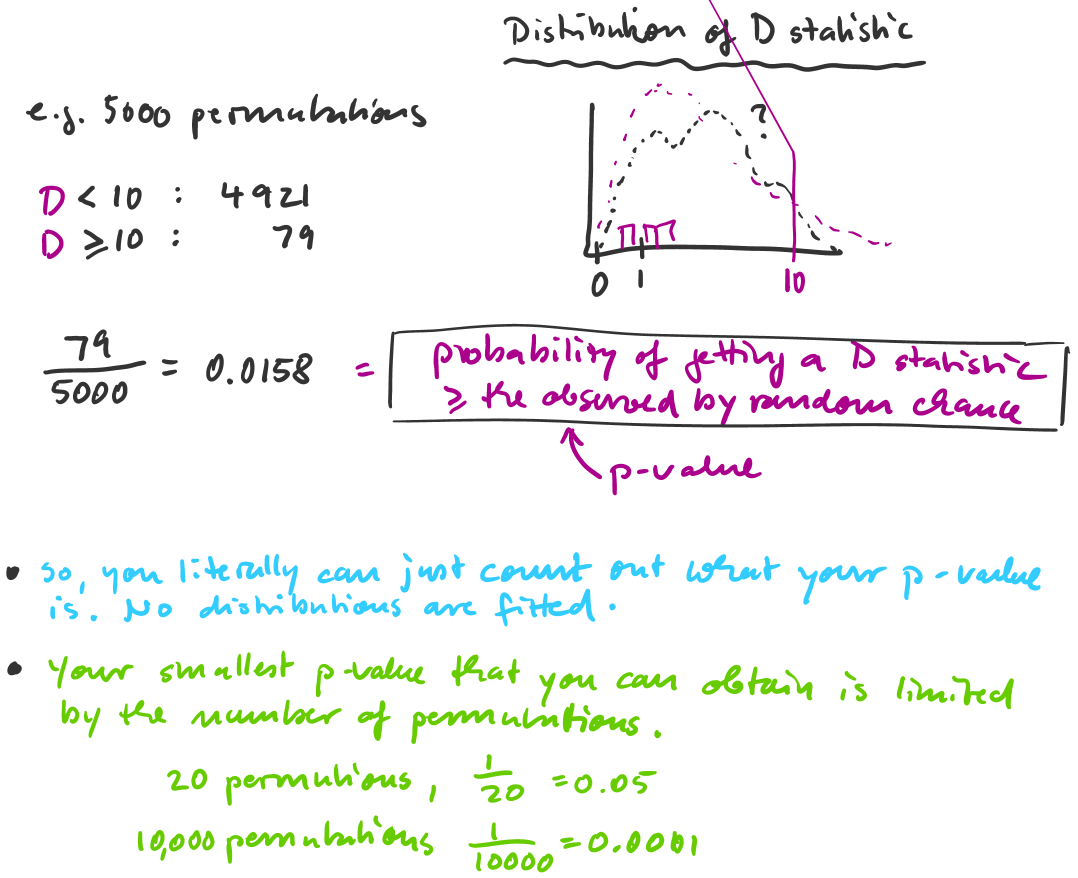 Distribution of D statistic
e.g. 5000 permutations
D < 10 : 4921
D ≥ 10 : 79
?
0 1 10
79/5000 = 0.0158 = probability of getting a D statistic
≥ the observed by random chance
p-value
• so, you literally can just count out what your p-value
is. No distributions are fitted.
• Your smallest p-value that you can obtain is limited
by the number of permutations.
20 permutions, 1/20 = 0.05
10,000 permutations 1/10000 = 0.0001